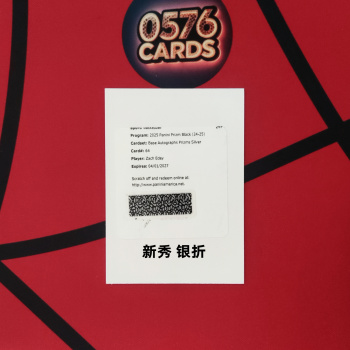 0576
CARDS
Program: 2025 Panini Prizm Black (24-25)
Cardset: Base Autographs Prizms Silver
Card#: 64
Player: Zach Edey
Expires: 04/01/2027
Scratch off and redeem online at
http://www.paniniamerica.net.
新秀 银折